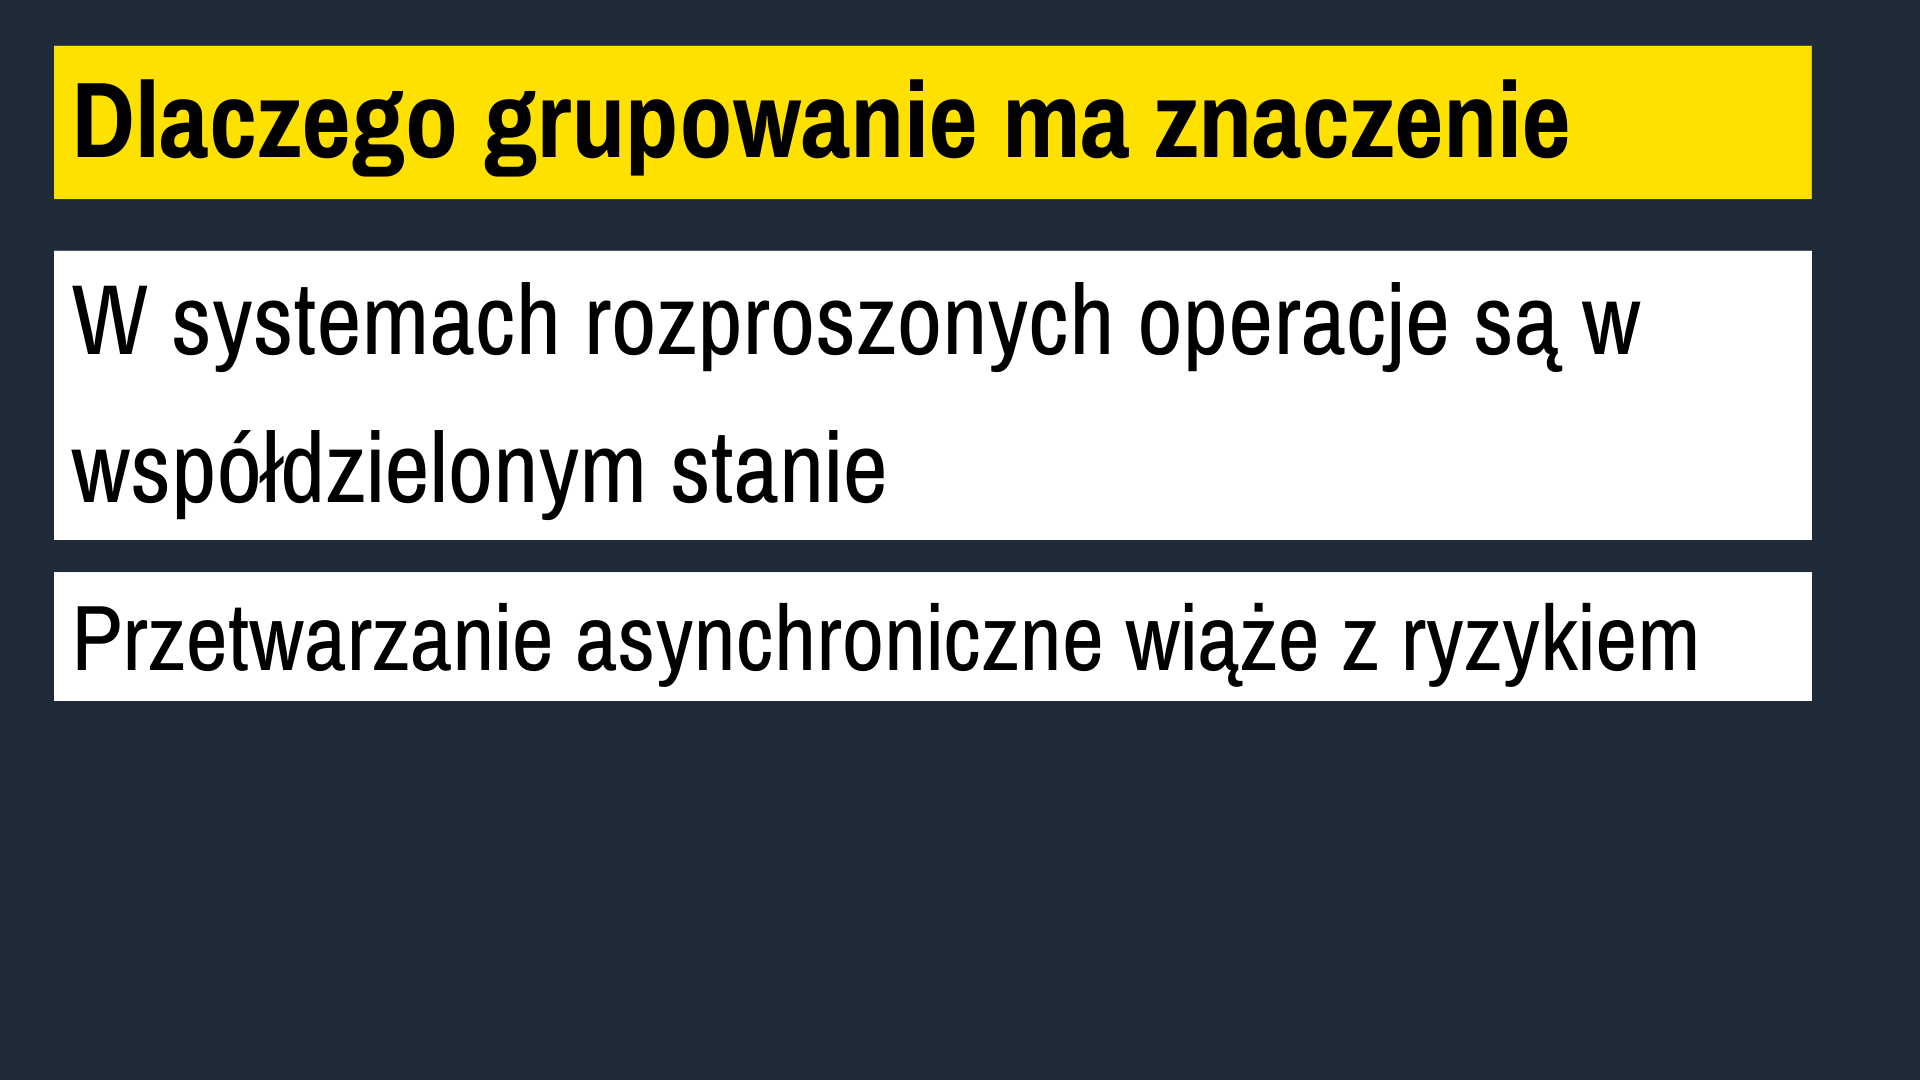 Dlaczego grupowanie ma znaczenie
W systemach rozproszonych operacje są w
współdzielonym stanie
Przetwarzanie asynchroniczne wiąże z ryzykiem